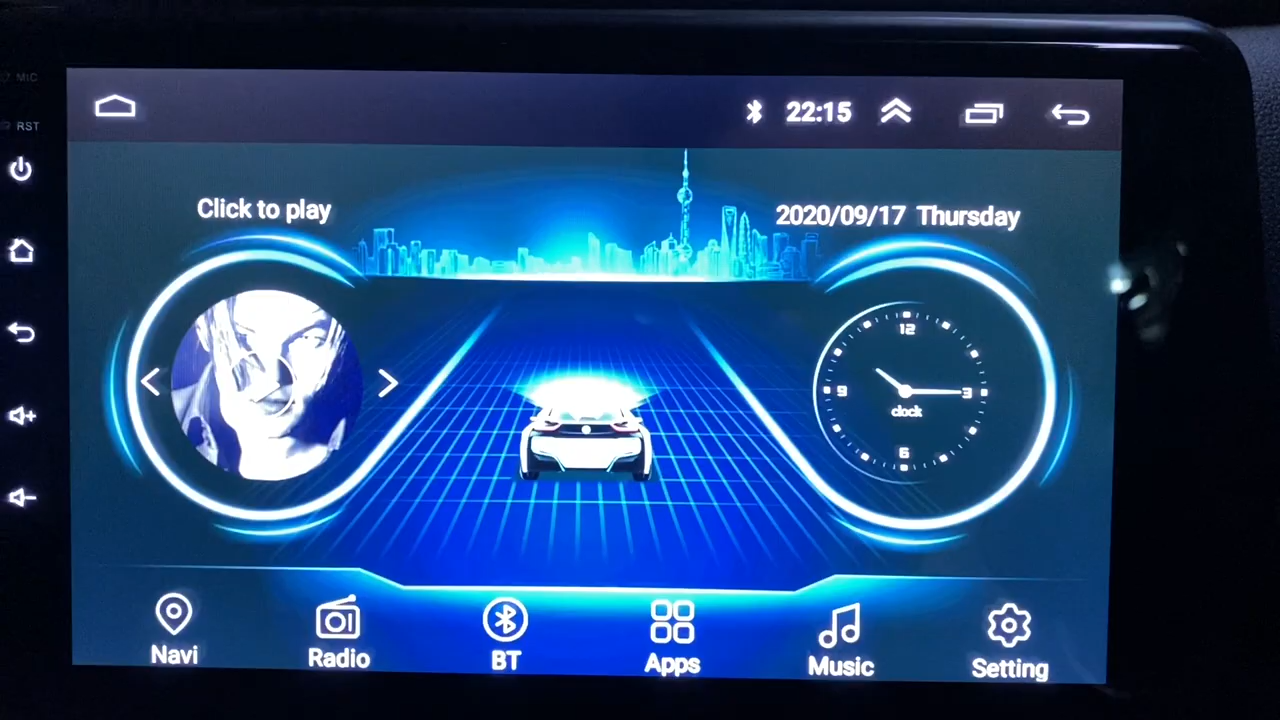 MIC
RST
22:15
Click to play
2020/09/17 Thursday
12
9
3
clock
6
Navi
Radio
BT
Apps
Music
Setting